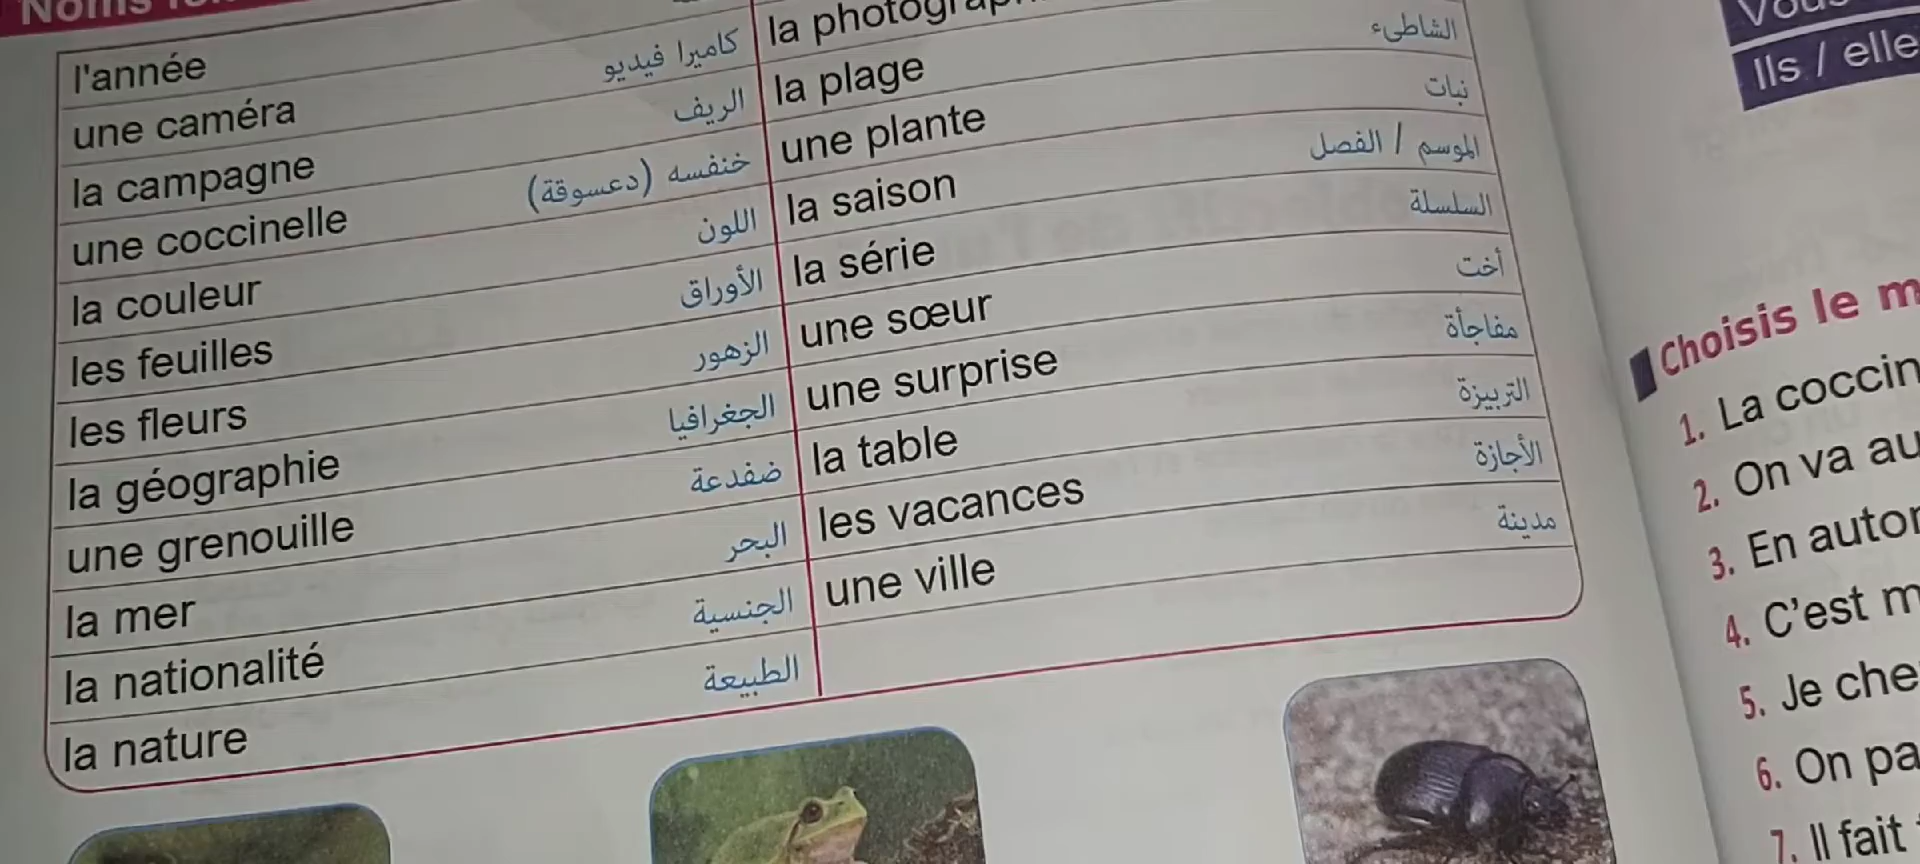 l'année
une caméra كاميرا فيديو
la campagne الريف
une coccinelle خنفسه (دعسوقة)
la couleur اللون
les feuilles الأوراق
les fleurs الزهور
la géographie الجغرافيا
une grenouille ضفدعة
la mer البحر
la nationalité الجنسية
la nature الطبيعة
la plage الشاطىء
une plante نبات
la saison الموسم / الفصل
la série السلسلة
une sœur أخت
une surprise مفاجأة
la table التربيزة
les vacances الأجازة
une ville مدينة
Ils / elle
Choisis le m
1. La coccin
2. On va au
3. En autor
4. C'est m
5. Je che
6. On pa
7. Il fait